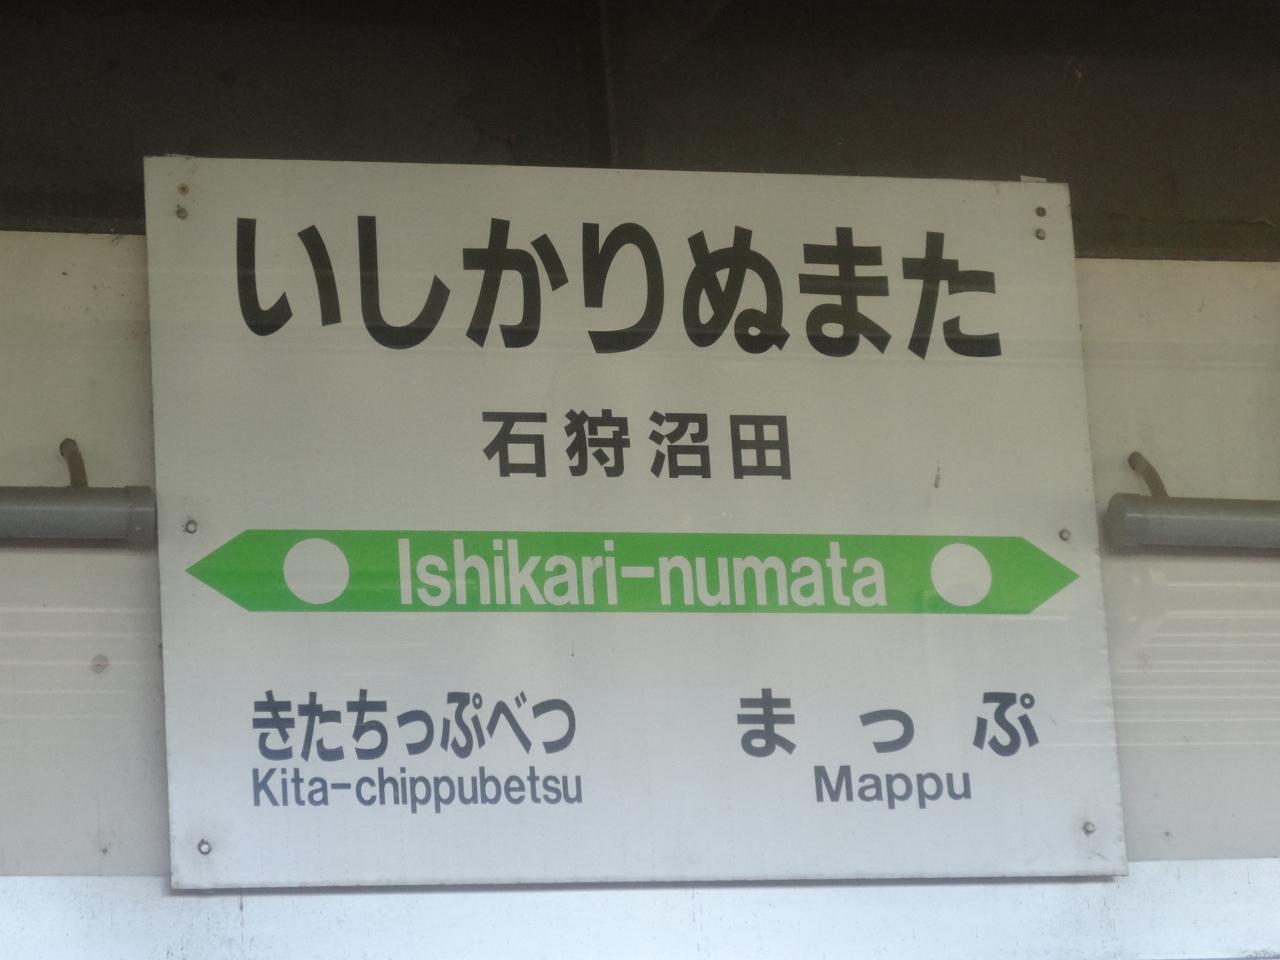 いしかりぬまた
石狩沼田
Ishikari-numata
きたちっぷべつ まっぷ
Kita-chippubetsu Mappu